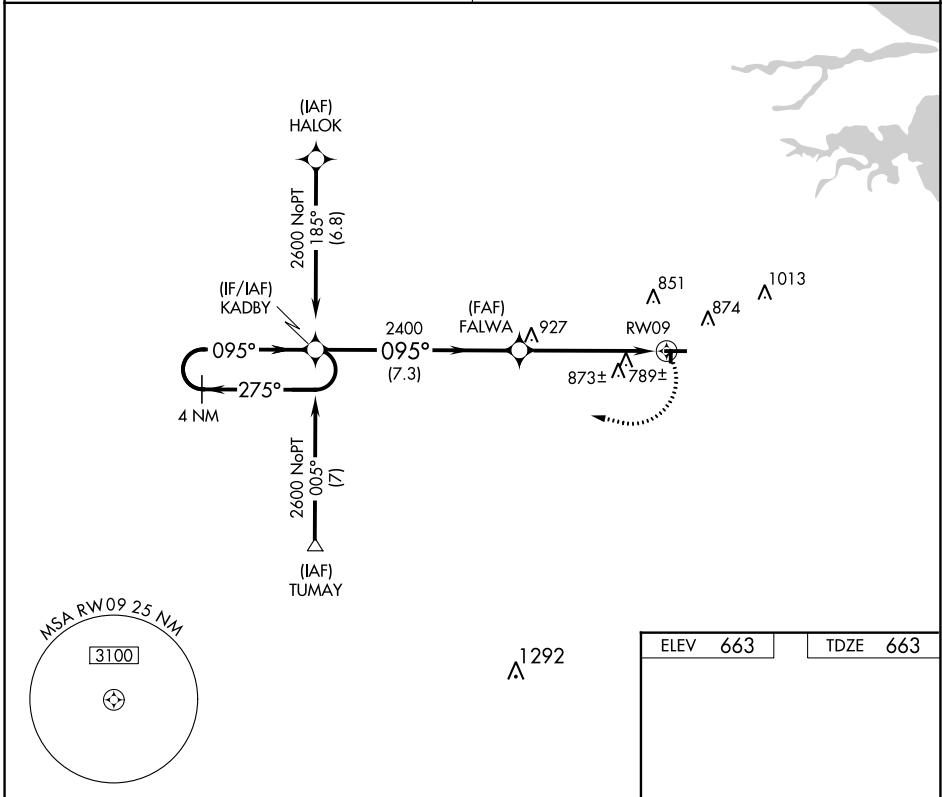 (IAF)
HALOK
2600 NoPT
185°
(6.8)
(IF/IAF)
KADBY
095°
275°
4 NM
2400
095°
(7.3)
(FAF)
FALWA
927
851
874
1013
RW09
873±
789±
2600 NoPT
005°
(7)
(IAF)
TUMAY
MSA RW09 25 NM
3100
1292
ELEV 663
TDZE 663